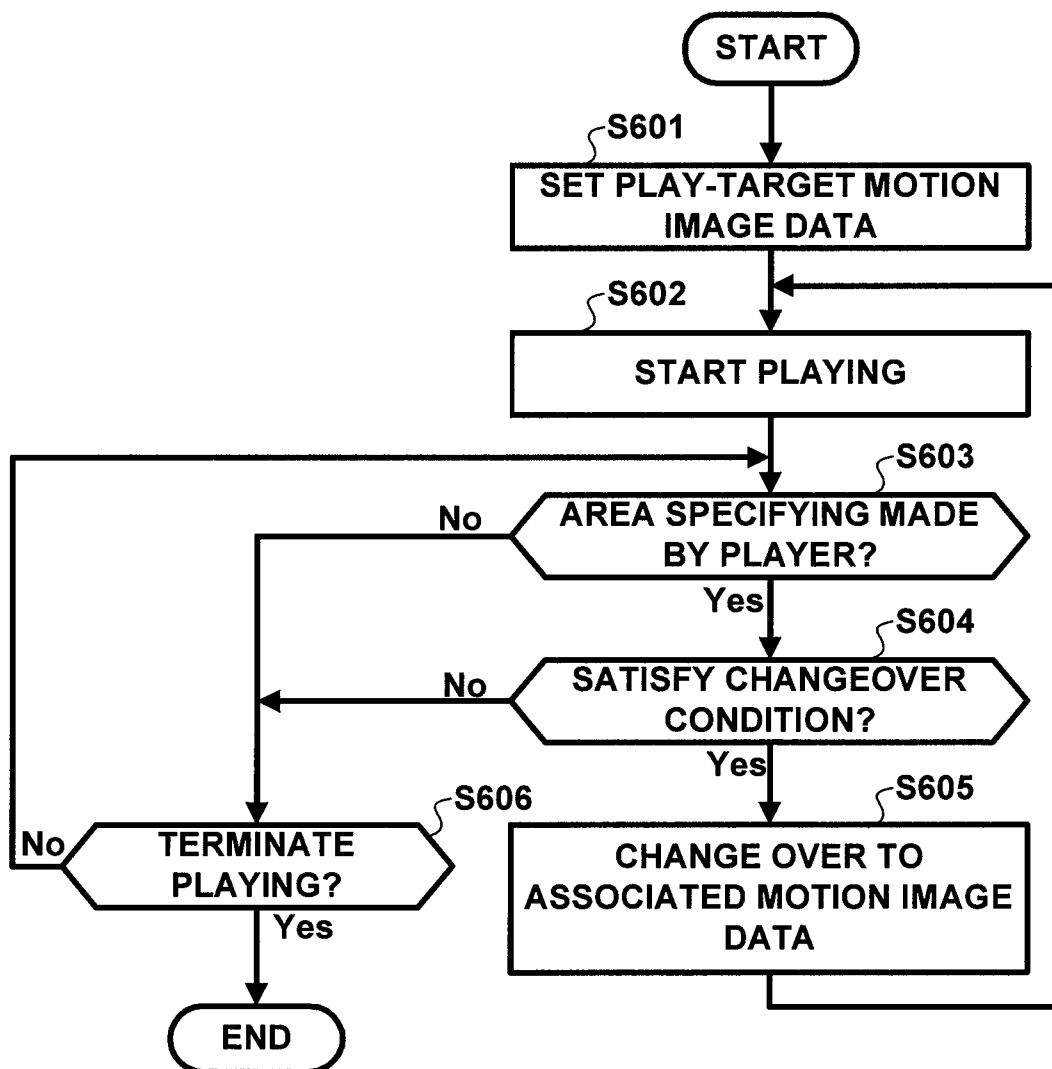 START
S601
SET PLAY-TARGET MOTION
IMAGE DATA
S602
START PLAYING
S603
AREA SPECIFYING MADE
BY PLAYER?
No
Yes
S604
SATISFY CHANGEOVER
CONDITION?
No
Yes
S605
CHANGE OVER TO
ASSOCIATED MOTION IMAGE
DATA
S606
TERMINATE
PLAYING?
No
Yes
END